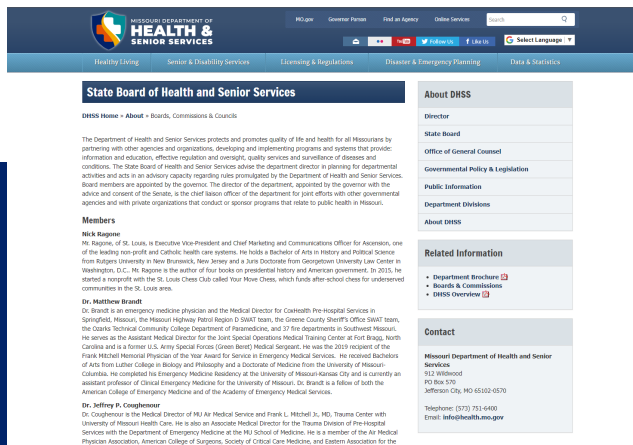 MISSOURI DEPARTMENT OF
HEALTH &
SENIOR SERVICES
MO.gov Governor Parson Find an Agency Online Services
Search
You Tube Follow Us Like Us
G Select Language ▼
Healthy Living Senior & Disability Services Licensing & Regulations Disaster & Emergency Planning Data & Statistics
State Board of Health and Senior Services
DHSS Home » About » Boards, Commissions & Councils
The Department of Health and Senior Services protects and promotes quality of life and health for all Missourians by
partnering with other agencies and organizations, developing and implementing programs and systems that provide:
information and education, effective regulation and oversight, quality services and surveillance of diseases and
conditions. The State Board of Health and Senior Services advise the department director in planning for departmental
activities and acts in an advisory capacity regarding rules promulgated by the Department of Health and Senior Services.
Board members are appointed by the governor. The director of the department, appointed by the governor with the
advice and consent of the Senate, is the chief liaison officer of the department for joint efforts with other governmental
agencies and with private organizations that conduct or sponsor programs that relate to public health in Missouri.
Members
Nick Ragone
Mr. Ragone, of St. Louis, is Executive Vice-President and Chief Marketing and Communications Officer for Ascension, one
of the leading non-profit and Catholic health care systems. He holds a Bachelor of Arts in History and Political Science
from Rutgers University in New Brunswick, New Jersey and a Juris Doctorate from Georgetown University Law Center in
Washington, D.C.. Mr. Ragone is the author of four books on presidential history and American government. In 2015, he
started a nonprofit with the St. Louis Chess Club called Your Move Chess, which funds after-school chess for underserved
communities in the St. Louis area.
Dr. Matthew Brandt
Dr. Brandt is an emergency medicine physician and the Medical Director for CoxHealth Pre-Hospital Services in
Springfield, Missouri, the Missouri Highway Patrol Region D SWAT team, the Greene County Sheriff's Office SWAT team,
the Ozarks Technical Community College Department of Paramedicine, and 37 fire departments in Southwest Missouri.
He serves as the Assistant Medical Director for the Joint Special Operations Medical Training Center at Fort Bragg, North
Carolina and is a former U.S. Army Special Forces (Green Beret) Medical Sergeant. He was the 2019 recipient of the
Frank Mitchell Memorial Physician of the Year Award for Service in Emergency Medical Services. He received Bachelors
of Arts from Luther College in Biology and Philosophy and a Doctorate of Medicine from the University of Missouri-
Columbia. He completed his Emergency Medicine Residency at the University of Missouri-Kansas City and is currently an
assistant professor of Clinical Emergency Medicine for the University of Missouri. Dr. Brandt is a fellow of both the
American College of Emergency Medicine and of the Academy of Emergency Medical Services.
Dr. Jeffrey P. Coughenour
Dr. Coughenour is the Medical Director of MU Air Medical Service and Frank L, Mitchell Jr., MD, Trauma Center with
University of Missouri Health Care. He is also an Associate Medical Director for the Trauma Division of Pre-Hospital
Services with the Department of Emergency Medicine at the MU School of Medicine. He is a member of the Air Medical
Physician Association, American College of Surgeons, Society of Critical Care Medicine, and Eastern Association for the
About DHSS
Director
State Board
Office of General Counsel
Governmental Policy & Legislation
Public Information
Department Divisions
About DHSS
Related Information
• Department Brochure
• Boards & Commissions
• DHSS Overview
Contact
Missouri Department of Health and Senior
Services
912 Wildwood
PO Box 570
Jefferson City, MO 65102-0570
Telephone: (573) 751-6400
Email: info@health.mo.gov